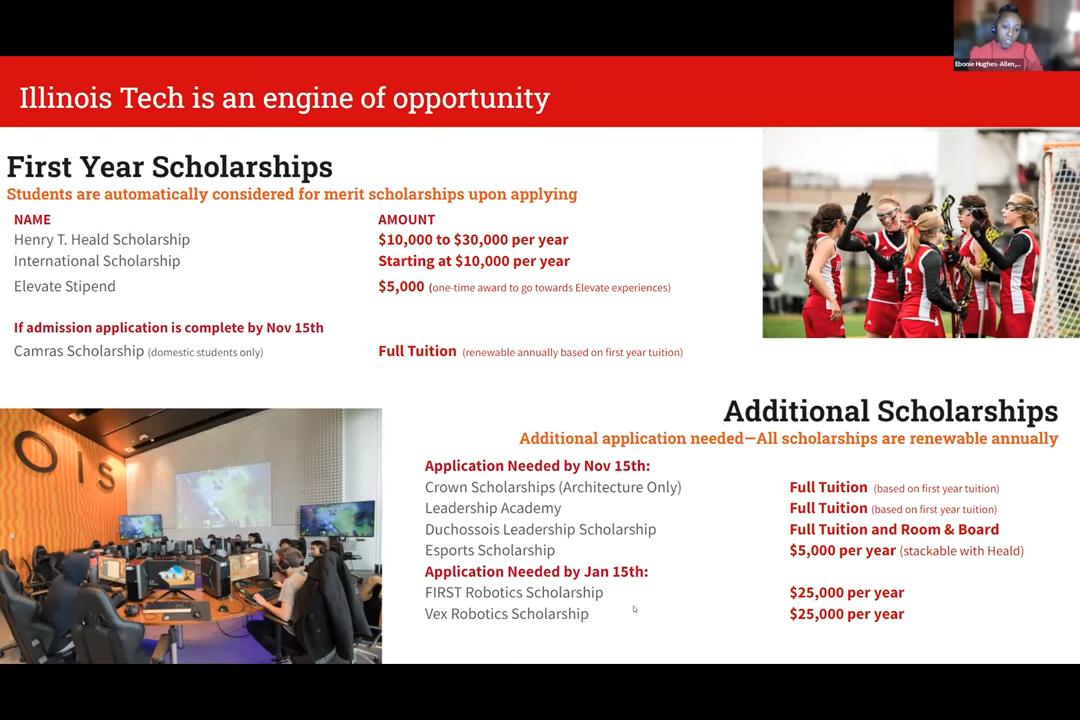 Ebonie Hughes-Allen,...
Illinois Tech is an engine of opportunity
First Year Scholarships
Students are automatically considered for merit scholarships upon applying
NAME AMOUNT
Henry T. Heald Scholarship $10,000 to $30,000 per year
International Scholarship Starting at $10,000 per year
Elevate Stipend $5,000 (one-time award to go towards Elevate experiences)
If admission application is complete by Nov 15th
Camras Scholarship (domestic students only) Full Tuition (renewable annually based on first year tuition)
Additional Scholarships
Additional application needed—All scholarships are renewable annually
Application Needed by Nov 15th:
Crown Scholarships (Architecture Only) Full Tuition (based on first year tuition)
Leadership Academy Full Tuition (based on first year tuition)
Duchossois Leadership Scholarship Full Tuition and Room & Board
Esports Scholarship $5,000 per year (stackable with Heald)
Application Needed by Jan 15th:
FIRST Robotics Scholarship $25,000 per year
Vex Robotics Scholarship $25,000 per year
OIS